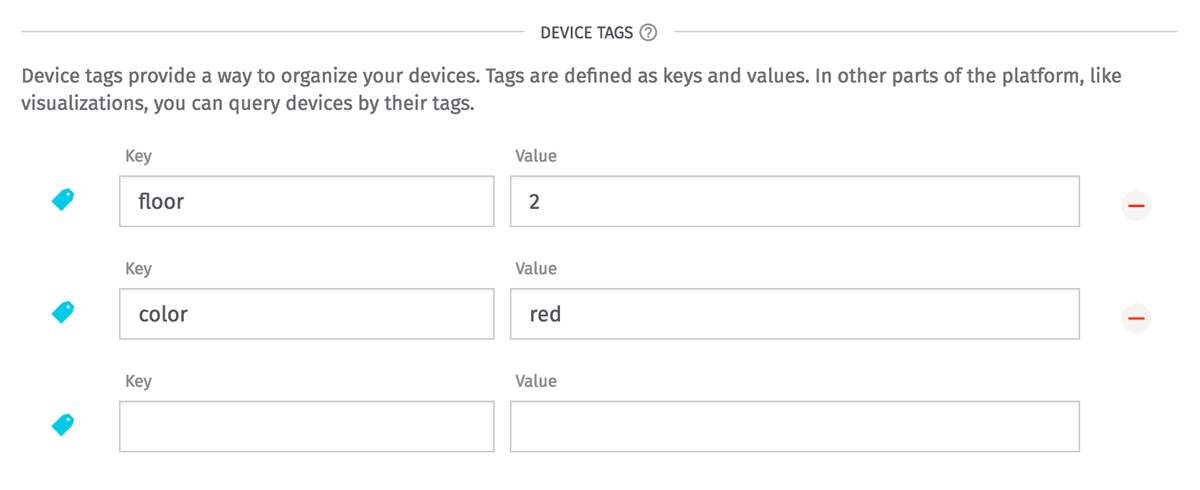 DEVICE TAGS ?
Device tags provide a way to organize your devices. Tags are defined as keys and values. In other parts of the platform, like
visualizations, you can query devices by their tags.
Key Value
floor 2
Key Value
color red
Key Value